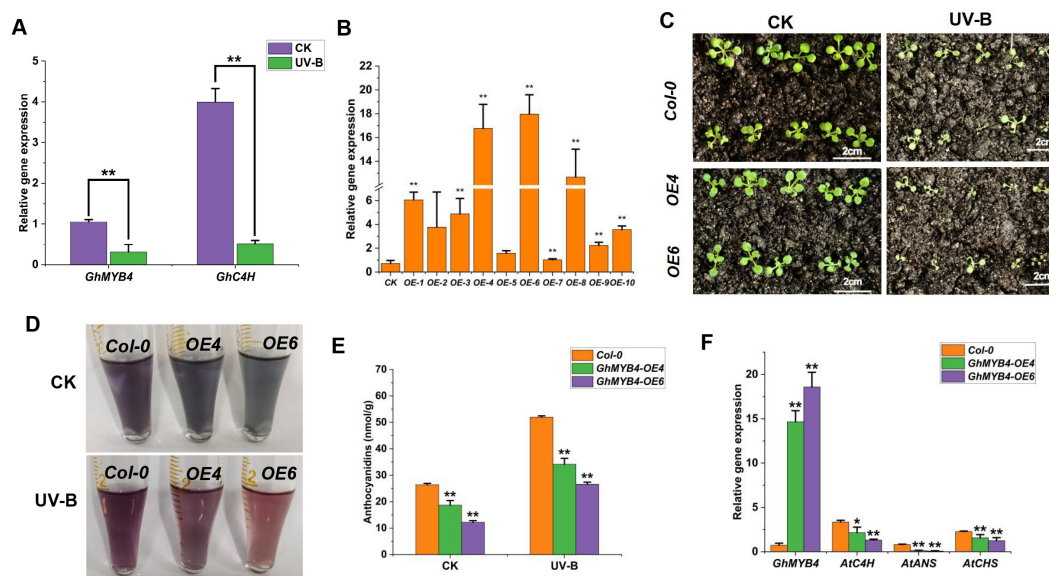 A
CK
UV-B
Relative gene expression
5
4
3
2
1
0
**
**
GhMYB4
GhC4H
B
Relative gene expression
22
20
18
16
14
12
10
6
4
2
0
**
**
**
**
**
**
**
**
CK OE-1 OE-2 OE-3 OE-4 OE-5 OE-6 OE-7 OE-8 OE-9 OE-10
C
CK
UV-B
Col-0
OE4
OE6
2cm
2cm
2cm
2cm
D
CK
Col-0 OE4 OE6
UV-B
Col-0 OE4 OE6
E
Col-0
GhMYB4-OE4
GhMYB4-OE6
Anthocyanidins (nmol/g)
70
60
50
40
30
20
10
0
**
**
**
**
CK
UV-B
F
Col-0
GhMYB4-OE4
GhMYB4-OE6
Relative gene expression
20
15
10
5
0
**
**
*
**
**
**
**
**
GhMYB4 AtC4H AtANS AtCHS